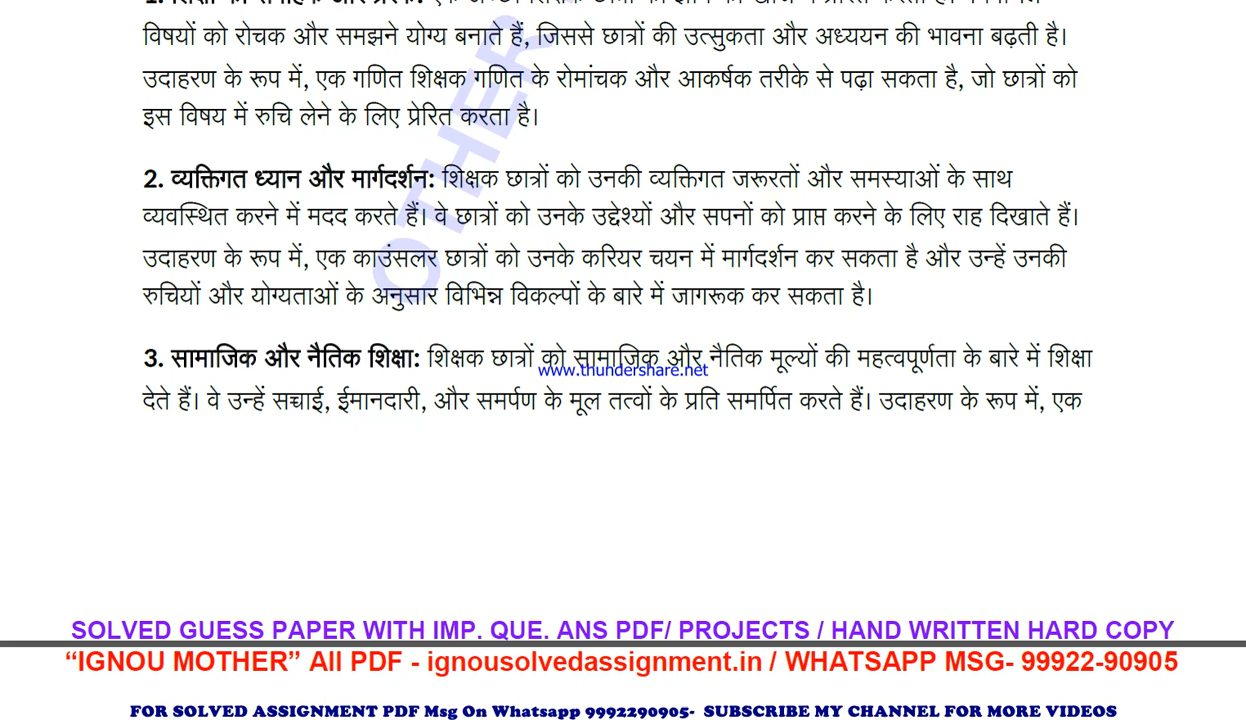 विषयों को रोचक और समझने योग्य बनाते हैं, जिससे छात्रों की उत्सुकता और अध्ययन की भावना बढ़ती है।
उदाहरण के रूप में, एक गणित शिक्षक गणित के रोमांचक और आकर्षक तरीके से पढ़ा सकता है, जो छात्रों को
इस विषय में रुचि लेने के लिए प्रेरित करता है।
2. व्यक्तिगत ध्यान और मार्गदर्शन: शिक्षक छात्रों को उनकी व्यक्तिगत जरूरतों और समस्याओं के साथ
व्यवस्थित करने में मदद करते हैं। वे छात्रों को उनके उद्देश्यों और सपनों को प्राप्त करने के लिए राह दिखाते हैं।
उदाहरण के रूप में, एक काउंसलर छात्रों को उनके करियर चयन में मार्गदर्शन कर सकता है और उन्हें उनकी
रुचियों और योग्यताओं के अनुसार विभिन्न विकल्पों के बारे में जागरूक कर सकता है।
3. सामाजिक और नैतिक शिक्षा: शिक्षक छात्रों को सामाजिक और नैतिक मूल्यों की महत्वपूर्णता के बारे में शिक्षा
www.thundershare.net
देते हैं। वे उन्हें सच्चाई, ईमानदारी, और समर्पण के मूल तत्वों के प्रति समर्पित करते हैं। उदाहरण के रूप में, एक
OTHER
SOLVED GUESS PAPER WITH IMP. QUE. ANS PDF/ PROJECTS / HAND WRITTEN HARD COPY
“IGNOU MOTHER” All PDF - ignousolvedassignment.in / WHATSAPP MSG- 99922-90905
FOR SOLVED ASSIGNMENT PDF Msg On Whatsapp 9992290905- SUBSCRIBE MY CHANNEL FOR MORE VIDEOS